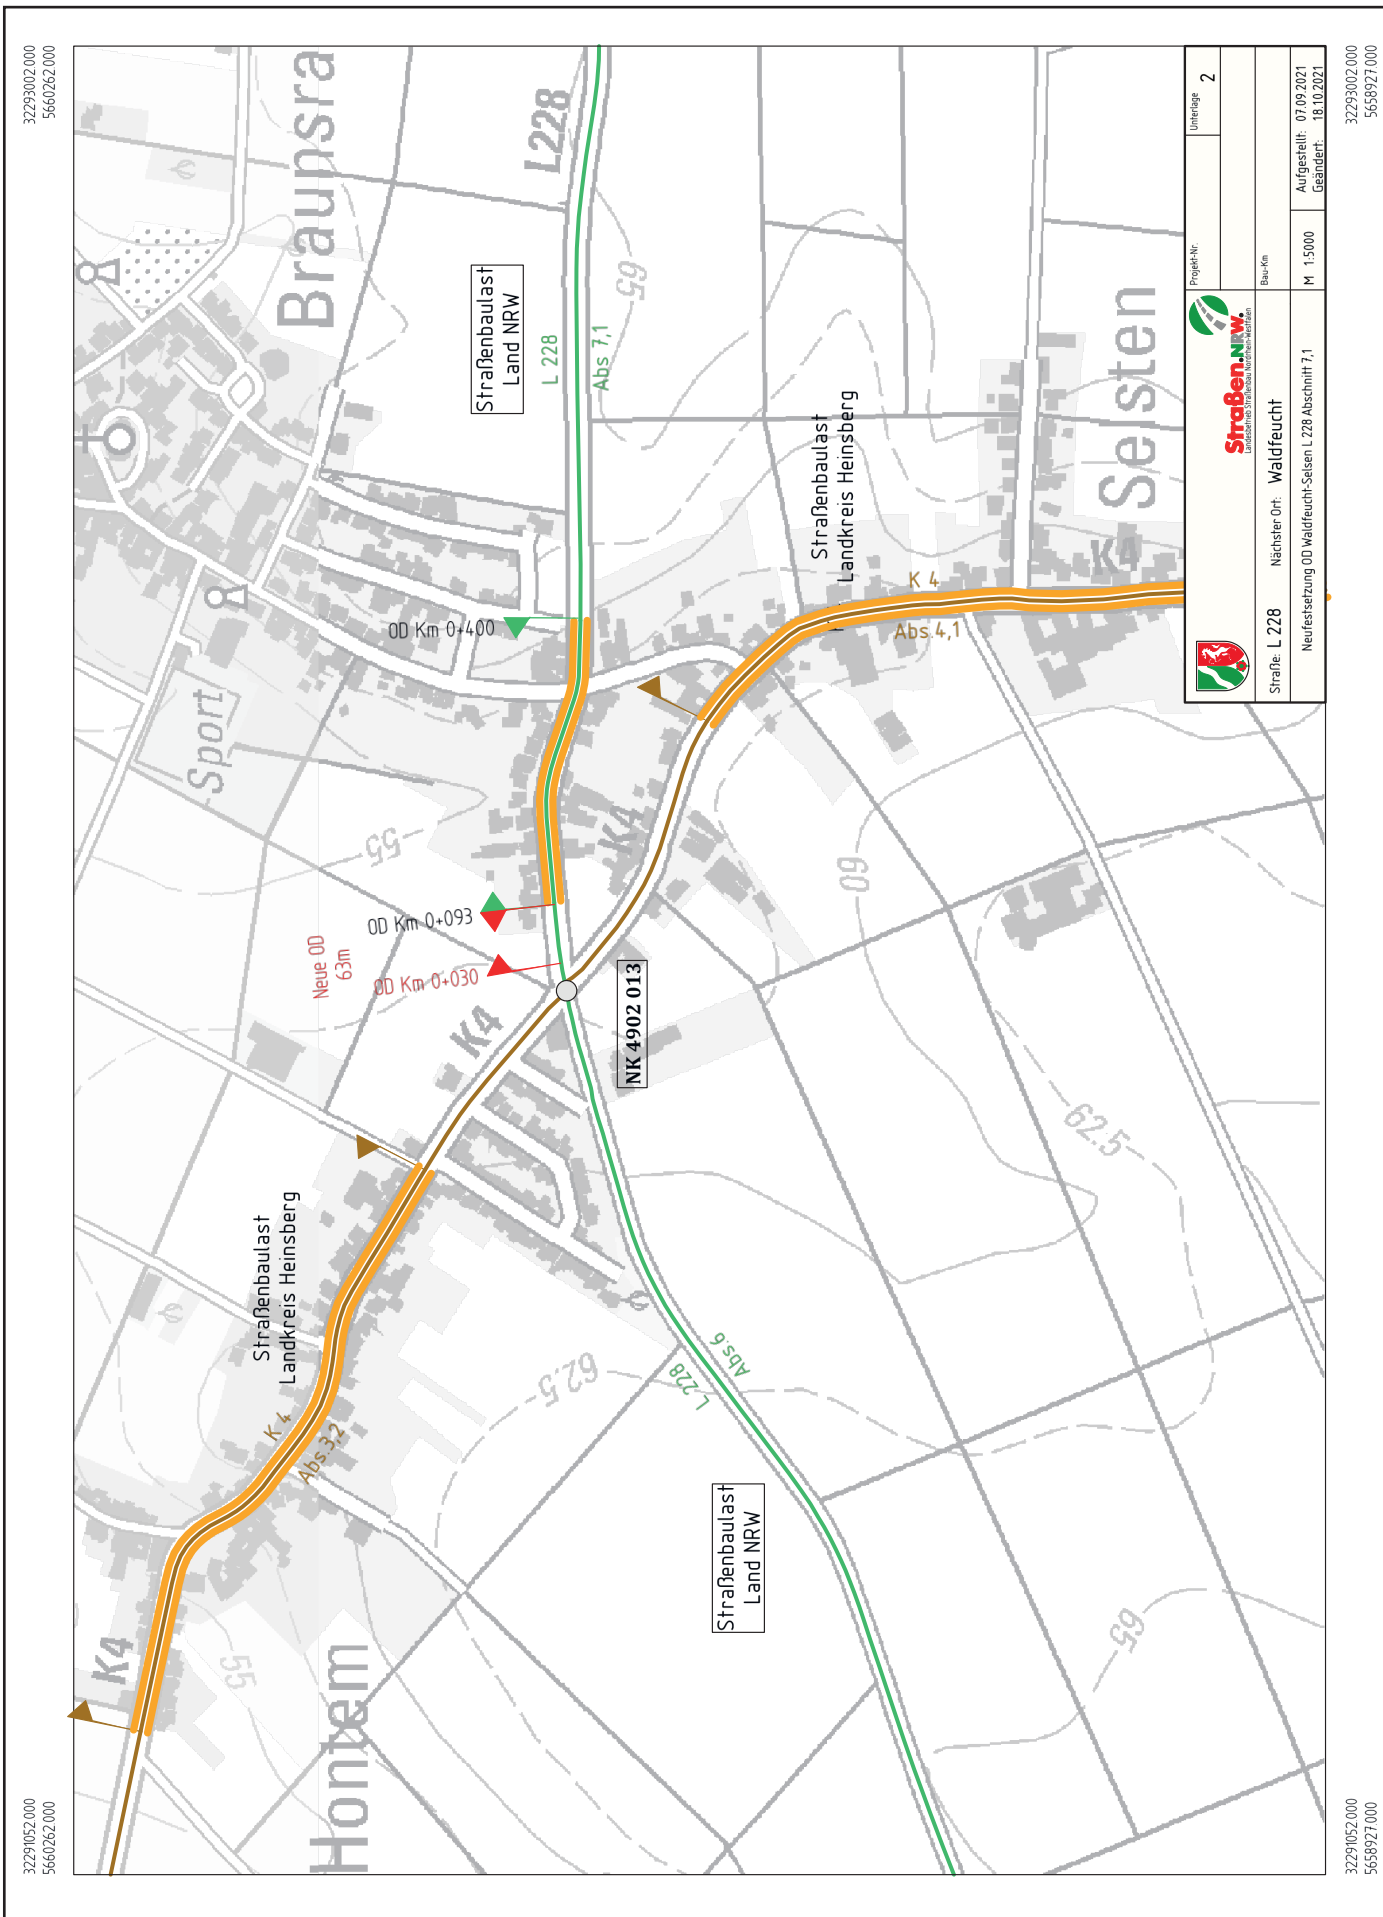 32293002.000
5660262.000
32293002.000
5658927.000
32291052.000
5660262.000
32291052.000
5658927.000
Braunsra
L228
Straßenbaulast
Land NRW
L 228
Abs 7,1
65
Sport
55
OD Km 0+400
OD Km 0+093
Neue OD
63m
OD Km 0+030
K4
K4
NK 4902 013
Straßenbaulast
Landkreis Heinsberg
K 4
Abs 4,1
K4
Selsten
60
62.5
Straßenbaulast
Landkreis Heinsberg
K 4
Abs 3,2
K4
55
Hontem
62.5
L 228
Abs 6
Straßenbaulast
Land NRW
65
Projekt-Nr.
Unterlage
2
Straßen.NRW.
Landesbetrieb Straßenbau Nordrhein-Westfalen
Bau-Km
Straße: L 228
Nächster Ort: Waldfeucht
Neufestsetzung OD Waldfeucht-Selsen L 228 Abschnitt 7,1
M 1:5000
Aufgestellt: 07.09.2021
Geändert: 18.10.2021